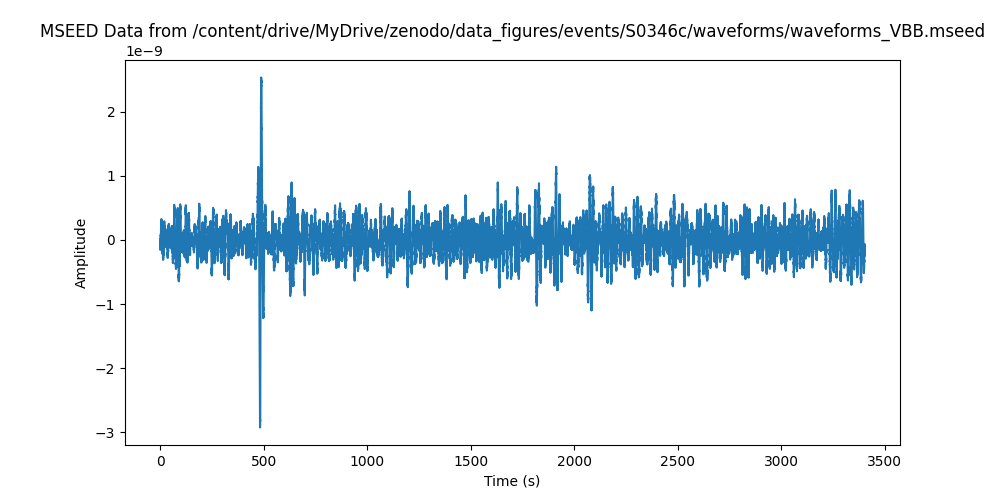 MSEED Data from /content/drive/MyDrive/zenodo/data_figures/events/S0346c/waveforms/waveforms_VBB.mseed
1e−9
2
1
0
−1
−2
−3
Amplitude
0 500 1000 1500 2000 2500 3000 3500
Time (s)